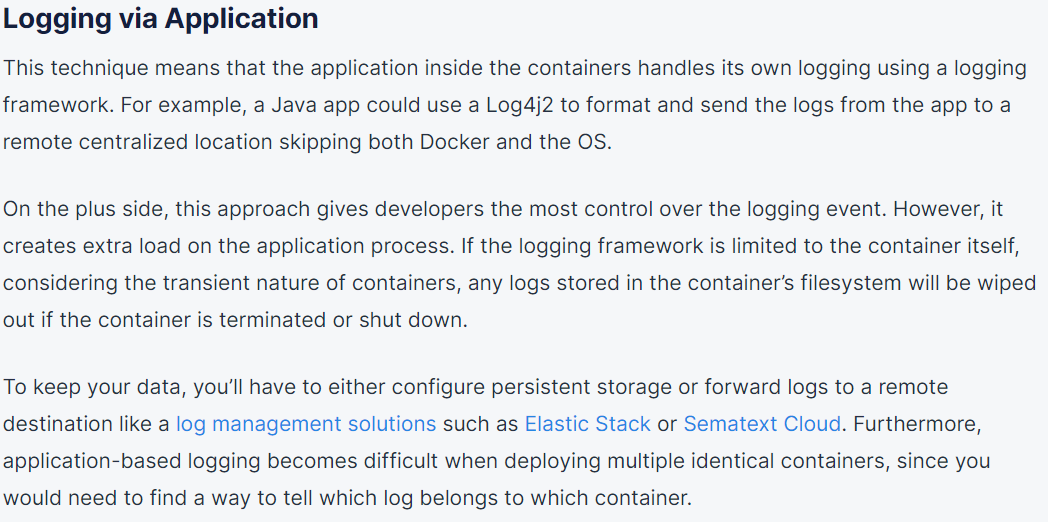 Logging via Application
This technique means that the application inside the containers handles its own logging using a logging
framework. For example, a Java app could use a Log4j2 to format and send the logs from the app to a
remote centralized location skipping both Docker and the OS.
On the plus side, this approach gives developers the most control over the logging event. However, it
creates extra load on the application process. If the logging framework is limited to the container itself,
considering the transient nature of containers, any logs stored in the container’s filesystem will be wiped
out if the container is terminated or shut down.
To keep your data, you’ll have to either configure persistent storage or forward logs to a remote
destination like a log management solutions such as Elastic Stack or Sematext Cloud. Furthermore,
application-based logging becomes difficult when deploying multiple identical containers, since you
would need to find a way to tell which log belongs to which container.